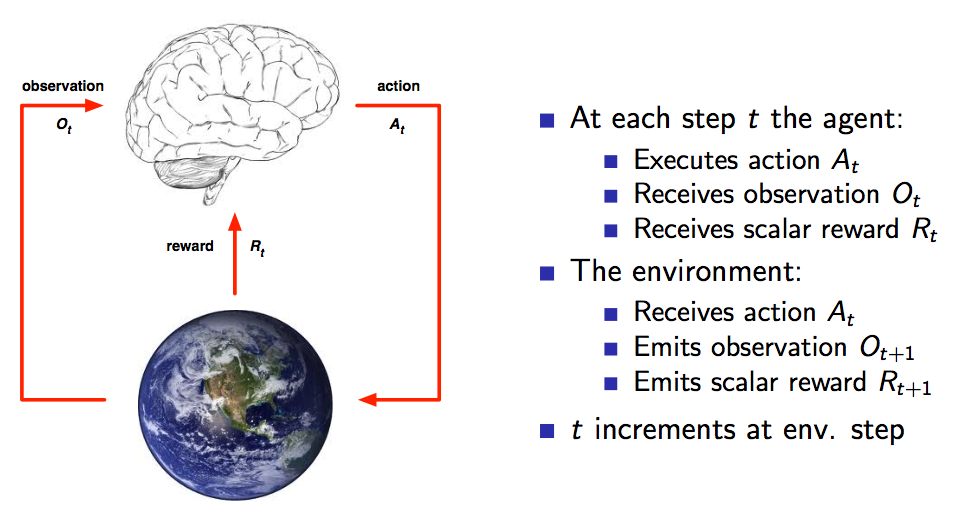 observation
O_t
action
A_t
reward
R_t
At each step t the agent:
Executes action A_t
Receives observation O_t
Receives scalar reward R_t
The environment:
Receives action A_t
Emits observation O_{t+1}
Emits scalar reward R_{t+1}
t increments at env. step